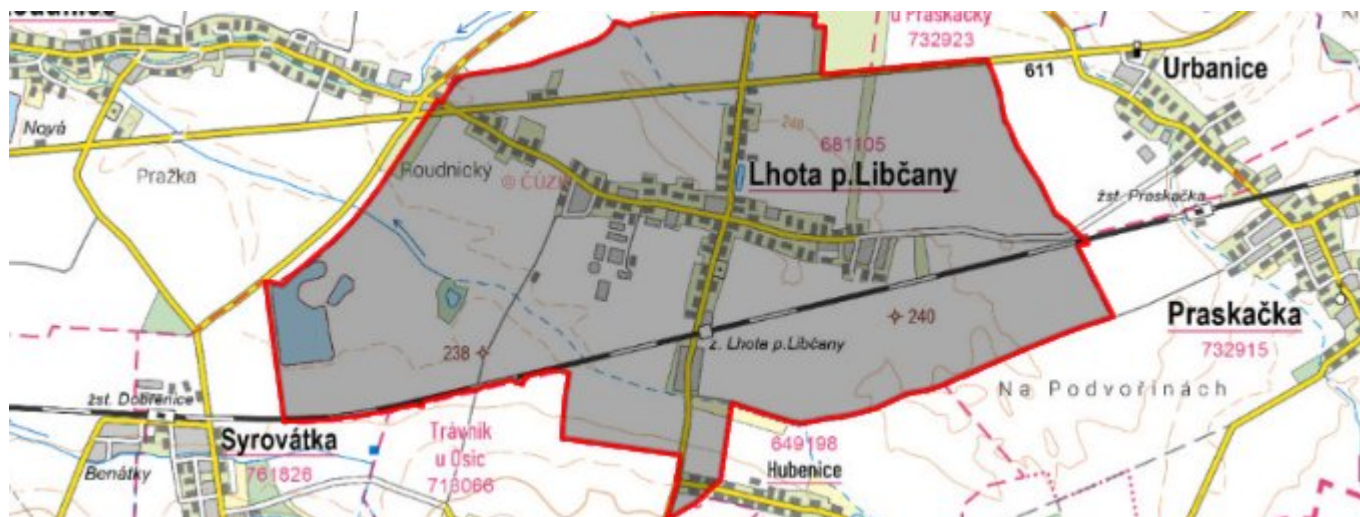 u Praskačky
732923
611
Urbanice
Nová
Pražka
Roudnický
© ČÚZK
248
681105
Lhota p.Libčany
žst. Praskačka
240
Praskačka
732915
238
z. Lhota p.Libčany
Na Podvořinách
žst. Dobřenice
Syrovátka
761826
Benátky
Trávník
u Osic
713066
649198
Hubenice